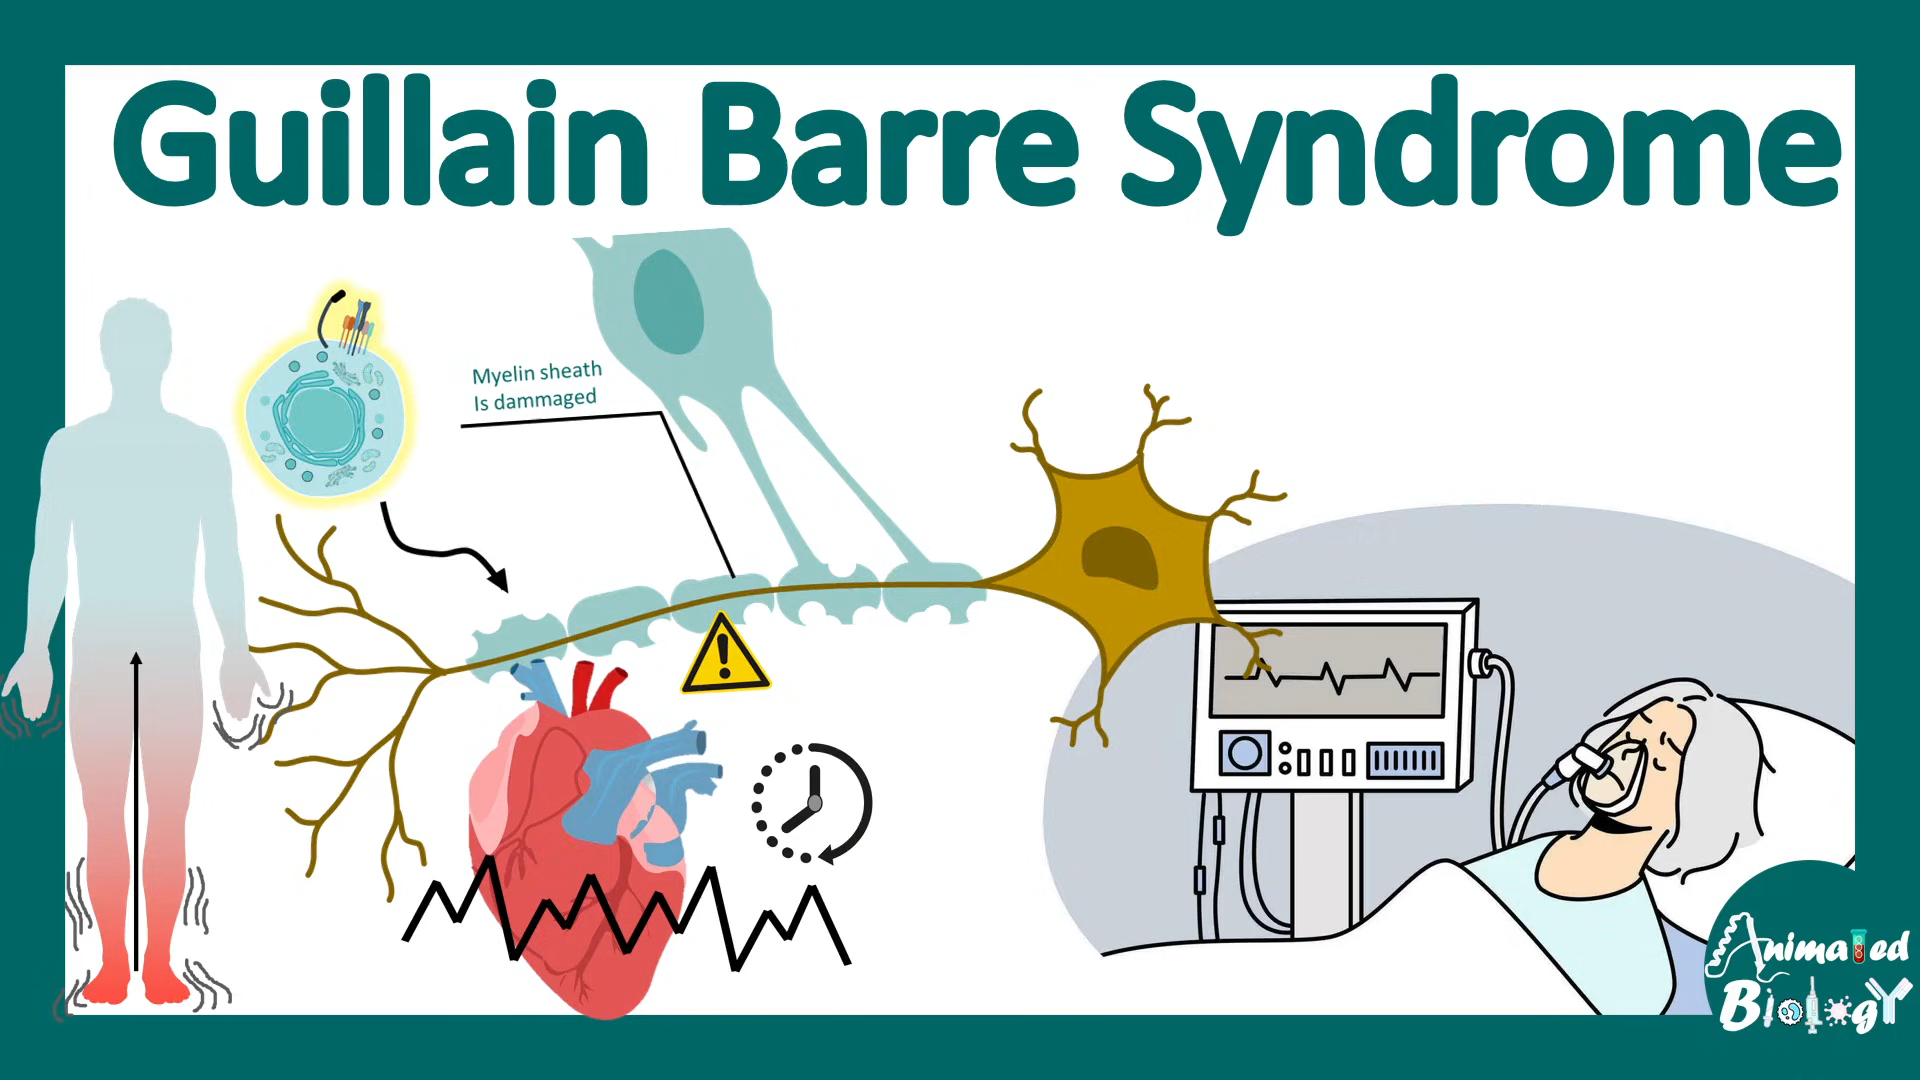 Guillain Barre Syndrome
Myelin sheath
Is dammaged
Animated
Biology